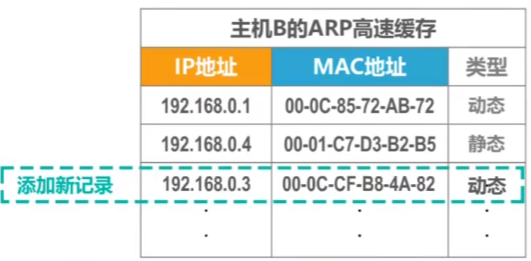 主机B的ARP高速缓存
IP地址 MAC地址 类型
192.168.0.1 00-0C-85-72-AB-72 动态
192.168.0.4 00-01-C7-D3-B2-B5 静态
添加新记录 192.168.0.3 00-0C-CF-B8-4A-82 动态
. . .
. . .